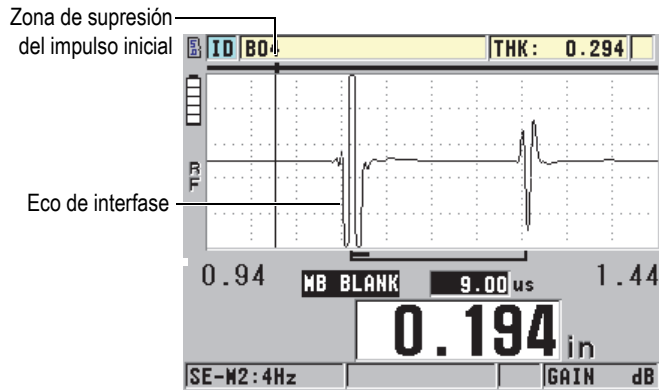 Zona de supresión
del impulso inicial
ID B04 THK: 0.294
RF
Eco de interfase
0.94 MB BLANK 9.00 us 1.44
0.194 in
SE-M2:4Hz GAIN dB